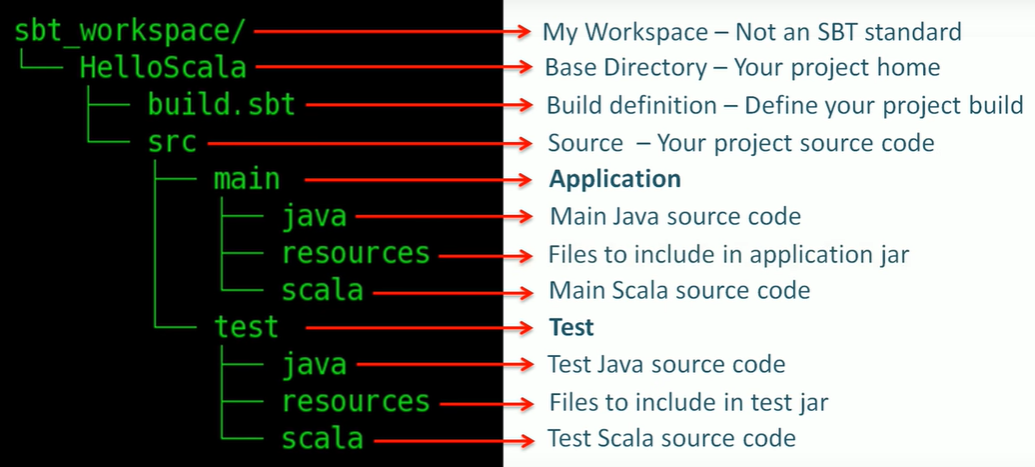 sbt_workspace/ My Workspace – Not an SBT standard
HelloScala Base Directory – Your project home
build.sbt Build definition – Define your project build
src Source – Your project source code
main Application
java Main Java source code
resources Files to include in application jar
scala Main Scala source code
test Test
java Test Java source code
resources Files to include in test jar
scala Test Scala source code